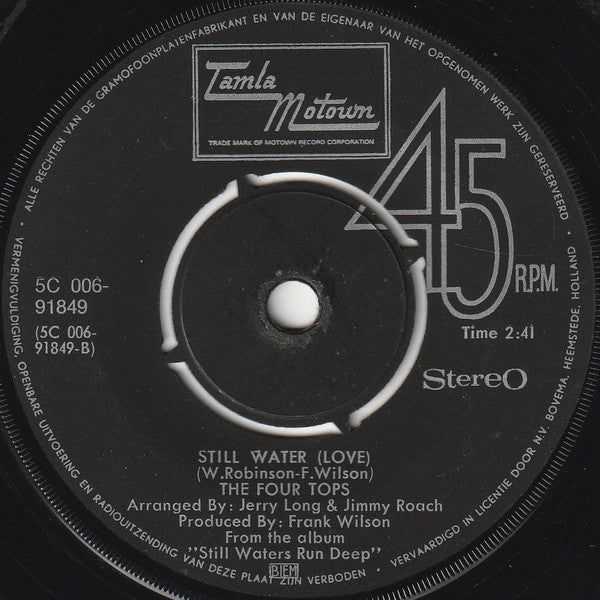 ALLE RECHTEN VAN DE GRAMOFOONPLATENFABRIKANT EN VAN DE EIGENAAR VAN HET OPGENOMEN WERK ZIJN GERESERVEERD
Tamla
Motown
TRADE MARK OF MOTOWN RECORD CORPORATION
45
R.P.M.
5C 006-
91849
(5C 006-
91849-B)
Time 2:41
StereO
STILL WATER (LOVE)
(W. Robinson-F. Wilson)
THE FOUR TOPS
Arranged By: Jerry Long & Jimmy Roach
Produced By: Frank Wilson
From the album
"Still Waters Run Deep"
BIEM
VERMENIGVULDIGING, OPENBARE UITVOERING EN RADIOUITZENDING VAN DEZE PLAAT ZIJN VERBODEN
VERVAARDIGD IN LICENTIE DOOR N.V. BOVEMA, HEEMSTEDE, HOLLAND